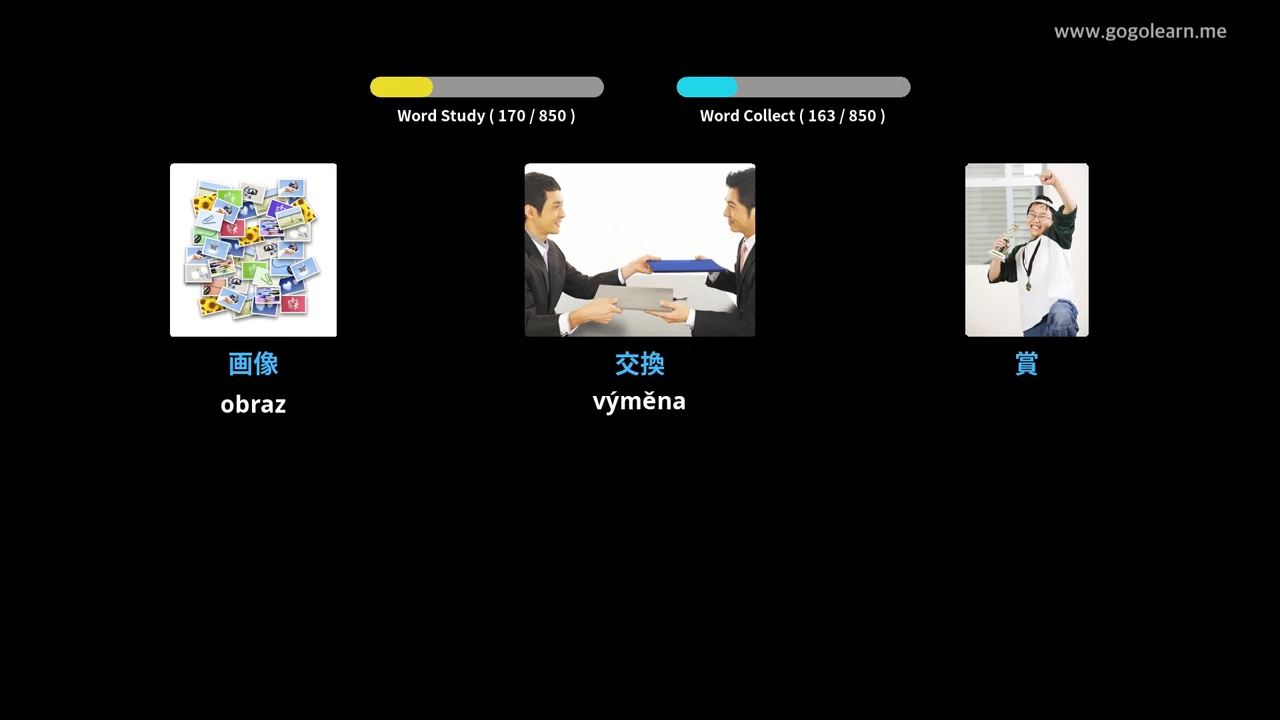 www.gogolearn.me
Word Study ( 170 / 850 )
Word Collect ( 163 / 850 )
画像
交換
賞
obraz
výměna